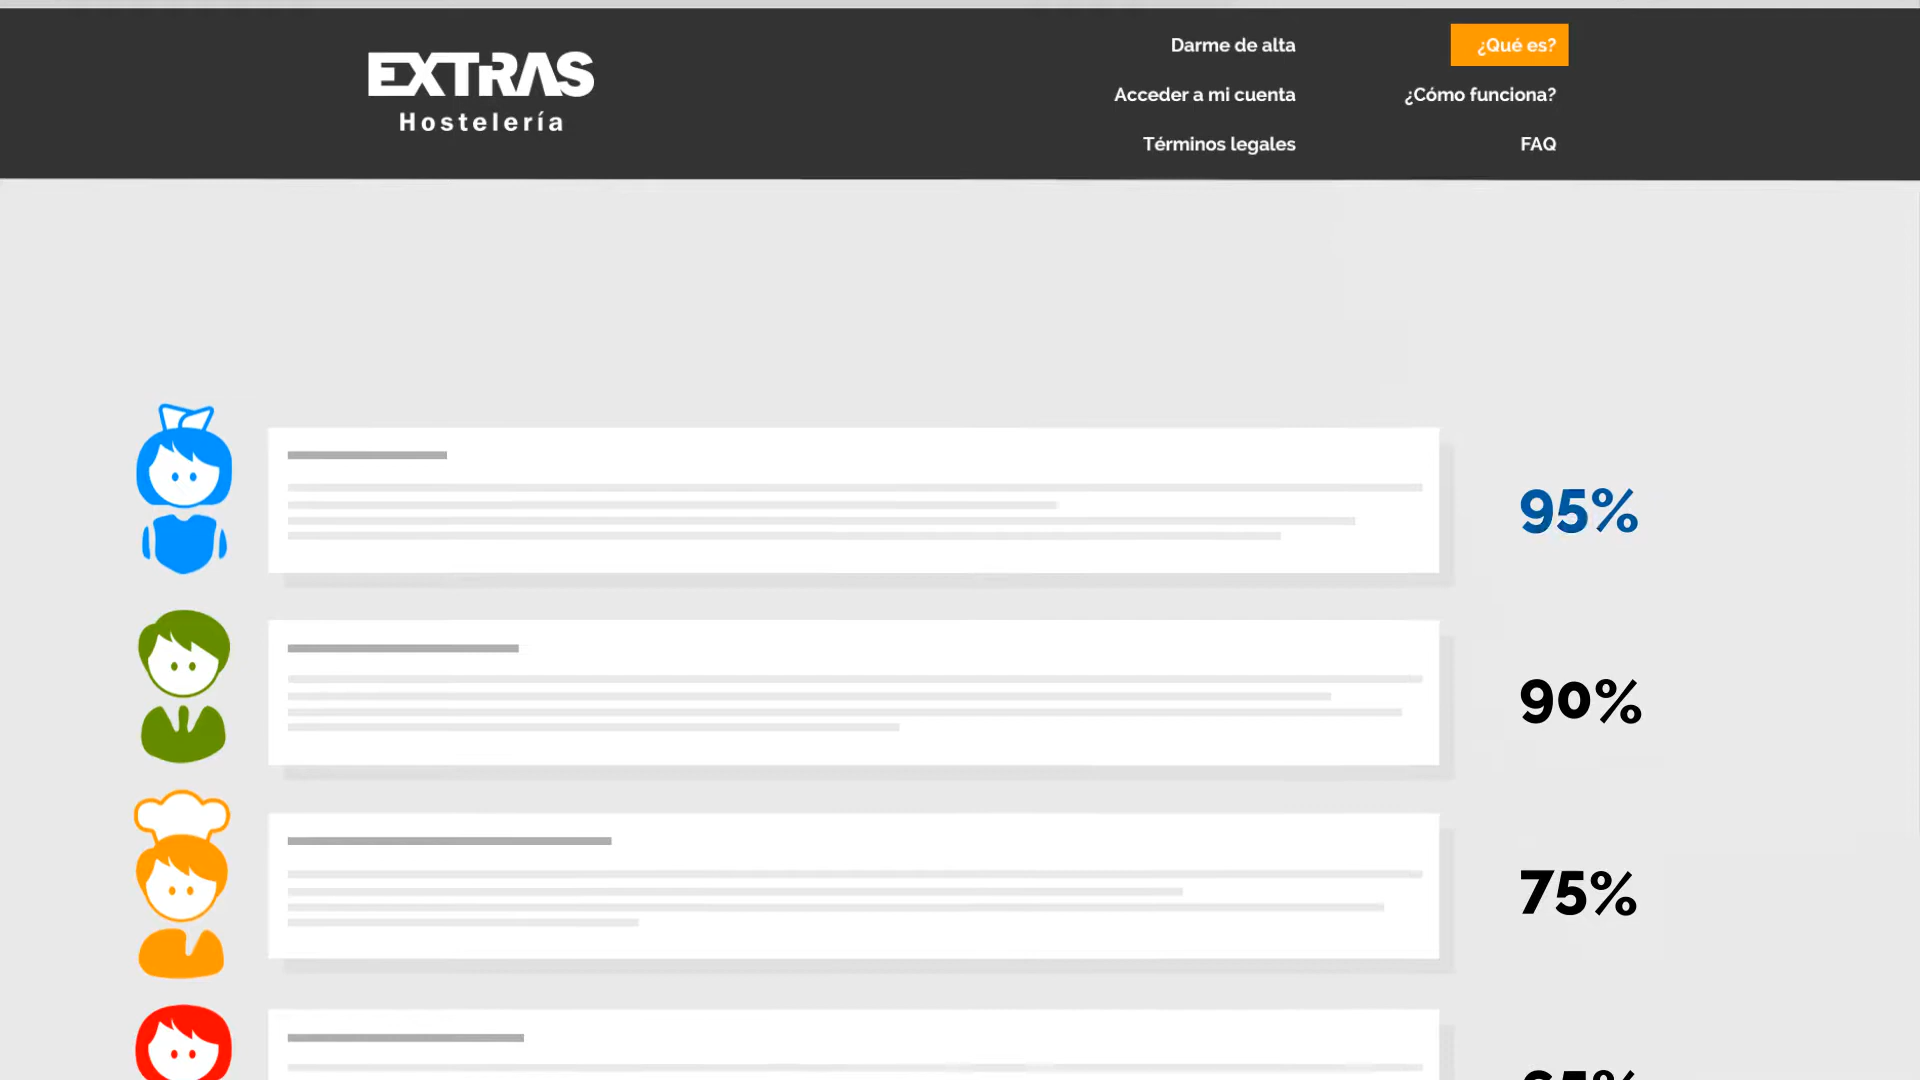 EXTRAS
Hostelería
Darme de alta
Acceder a mi cuenta
Términos legales
¿Qué es?
¿Cómo funciona?
FAQ
95%
90%
75%